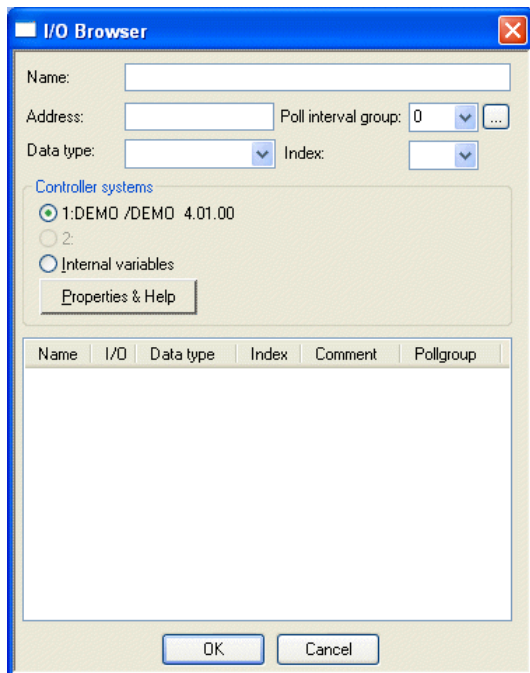 I/O Browser
Name:
Address: Poll interval group: 0 ...
Data type: Index:
Controller systems
1:DEMO /DEMO 4.01.00
2:
Internal variables
Properties & Help
Name I/O Data type Index Comment Pollgroup
OK Cancel